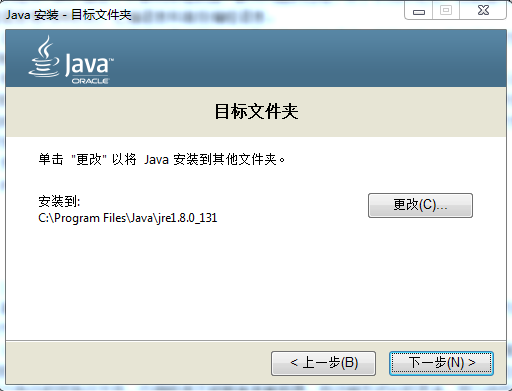 Java 安装 - 目标文件夹
Java™
ORACLE
目标文件夹
单击 "更改" 以将 Java 安装到其他文件夹。
安装到:
更改(C)...
C:\Program Files\Java\jre1.8.0_131
< 上一步(B)
下一步(N) >